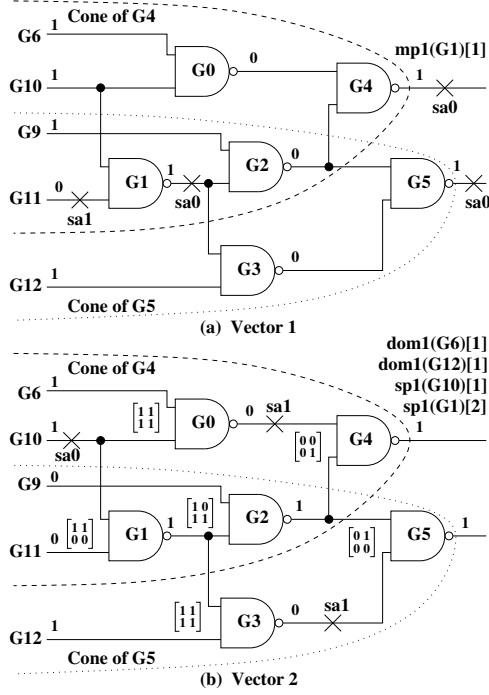 Cone of G4
G6 1
G0 0
mp1(G1)[1]
G10 1
G4 1
sa0
G9 1
G2 0
G11 0
sa1
G1 1
sa0
G5 1
sa0
G3 0
G12 1
Cone of G5
(a) Vector 1
dom1(G6)[1]
dom1(G12)[1]
sp1(G10)[1]
sp1(G1)[2]
Cone of G4
G6 1
[1 1
1 1]
G0 0 sa1
G10 1
sa0
[0 0
0 1]
G4 1
G9 0
[1 0
1 1]
G2 1
G11 0
[1 1
0 0]
G1 1
[0 1
0 0]
G5 1
[1 1
1 1]
G3 0 sa1
G12 1
Cone of G5
(b) Vector 2